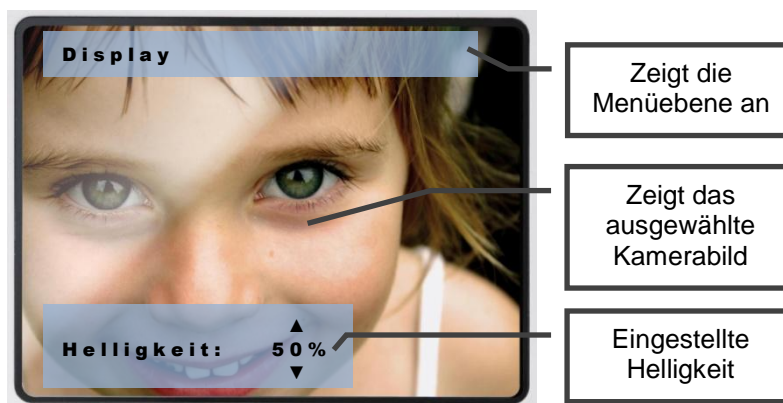 Display
Zeigt die
Menüebene an
Zeigt das
ausgewählte
Kamerabild
▲
Helligkeit: 50%
▼
Eingestellte
Helligkeit